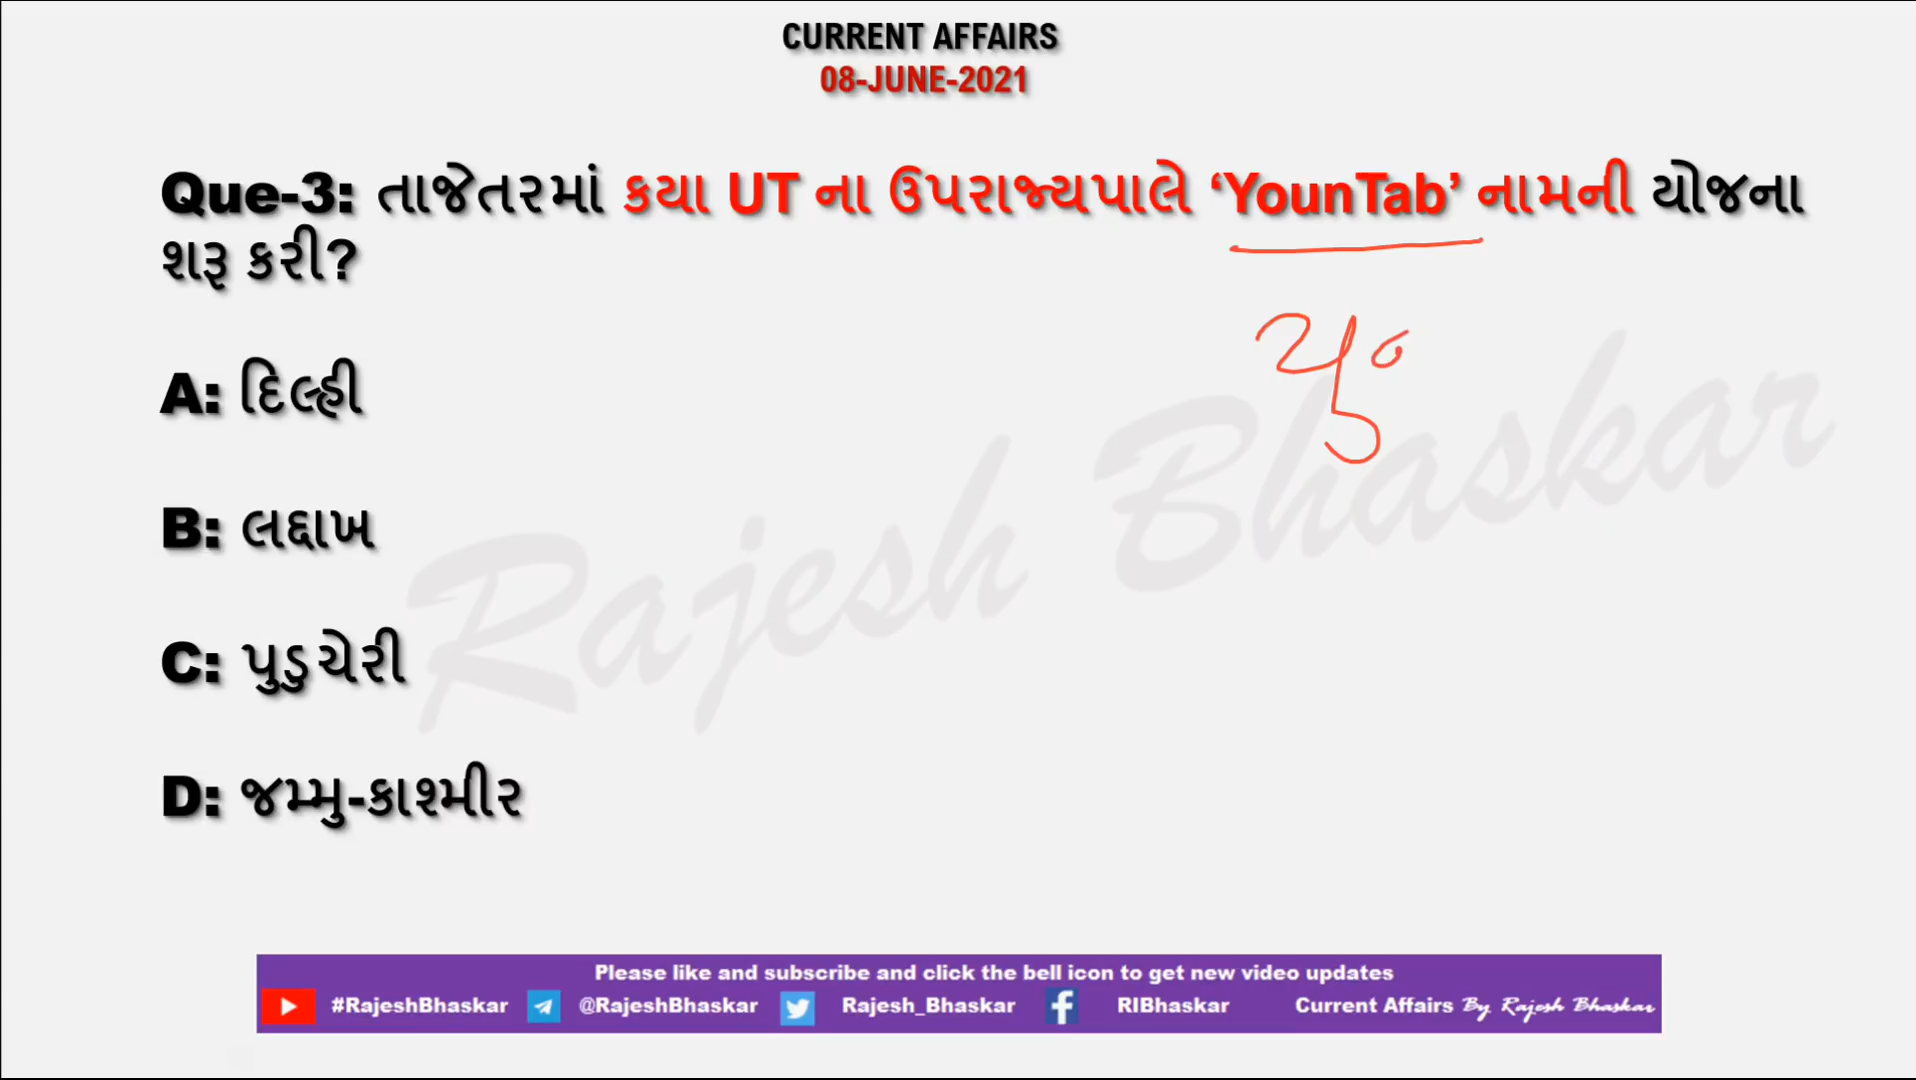 CURRENT AFFAIRS
08-JUNE-2021
Que-3: તાજેતરમાં કયા UT ના ઉપરાજ્યપાલે ‘YounTab’ નામની યોજના
શરૂ કરી?
A: દિલ્હી
B: લદ્દાખ
C: પુડુચેરી
D: જમ્મુ-કાશ્મીર
Rajesh Bhaskar
Please like and subscribe and click the bell icon to get new video updates
#RajeshBhaskar @RajeshBhaskar Rajesh_Bhaskar RIBhaskar Current Affairs By Rajesh Bhaskar